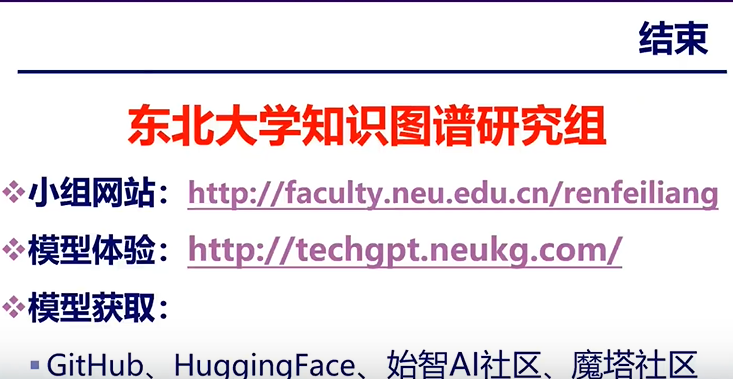 结束
东北大学知识图谱研究组
❖小组网站：http://faculty.neu.edu.cn/renfeiliang
❖模型体验：http://techgpt.neukg.com/
❖模型获取：
▪GitHub、HuggingFace、始智AI社区、魔塔社区